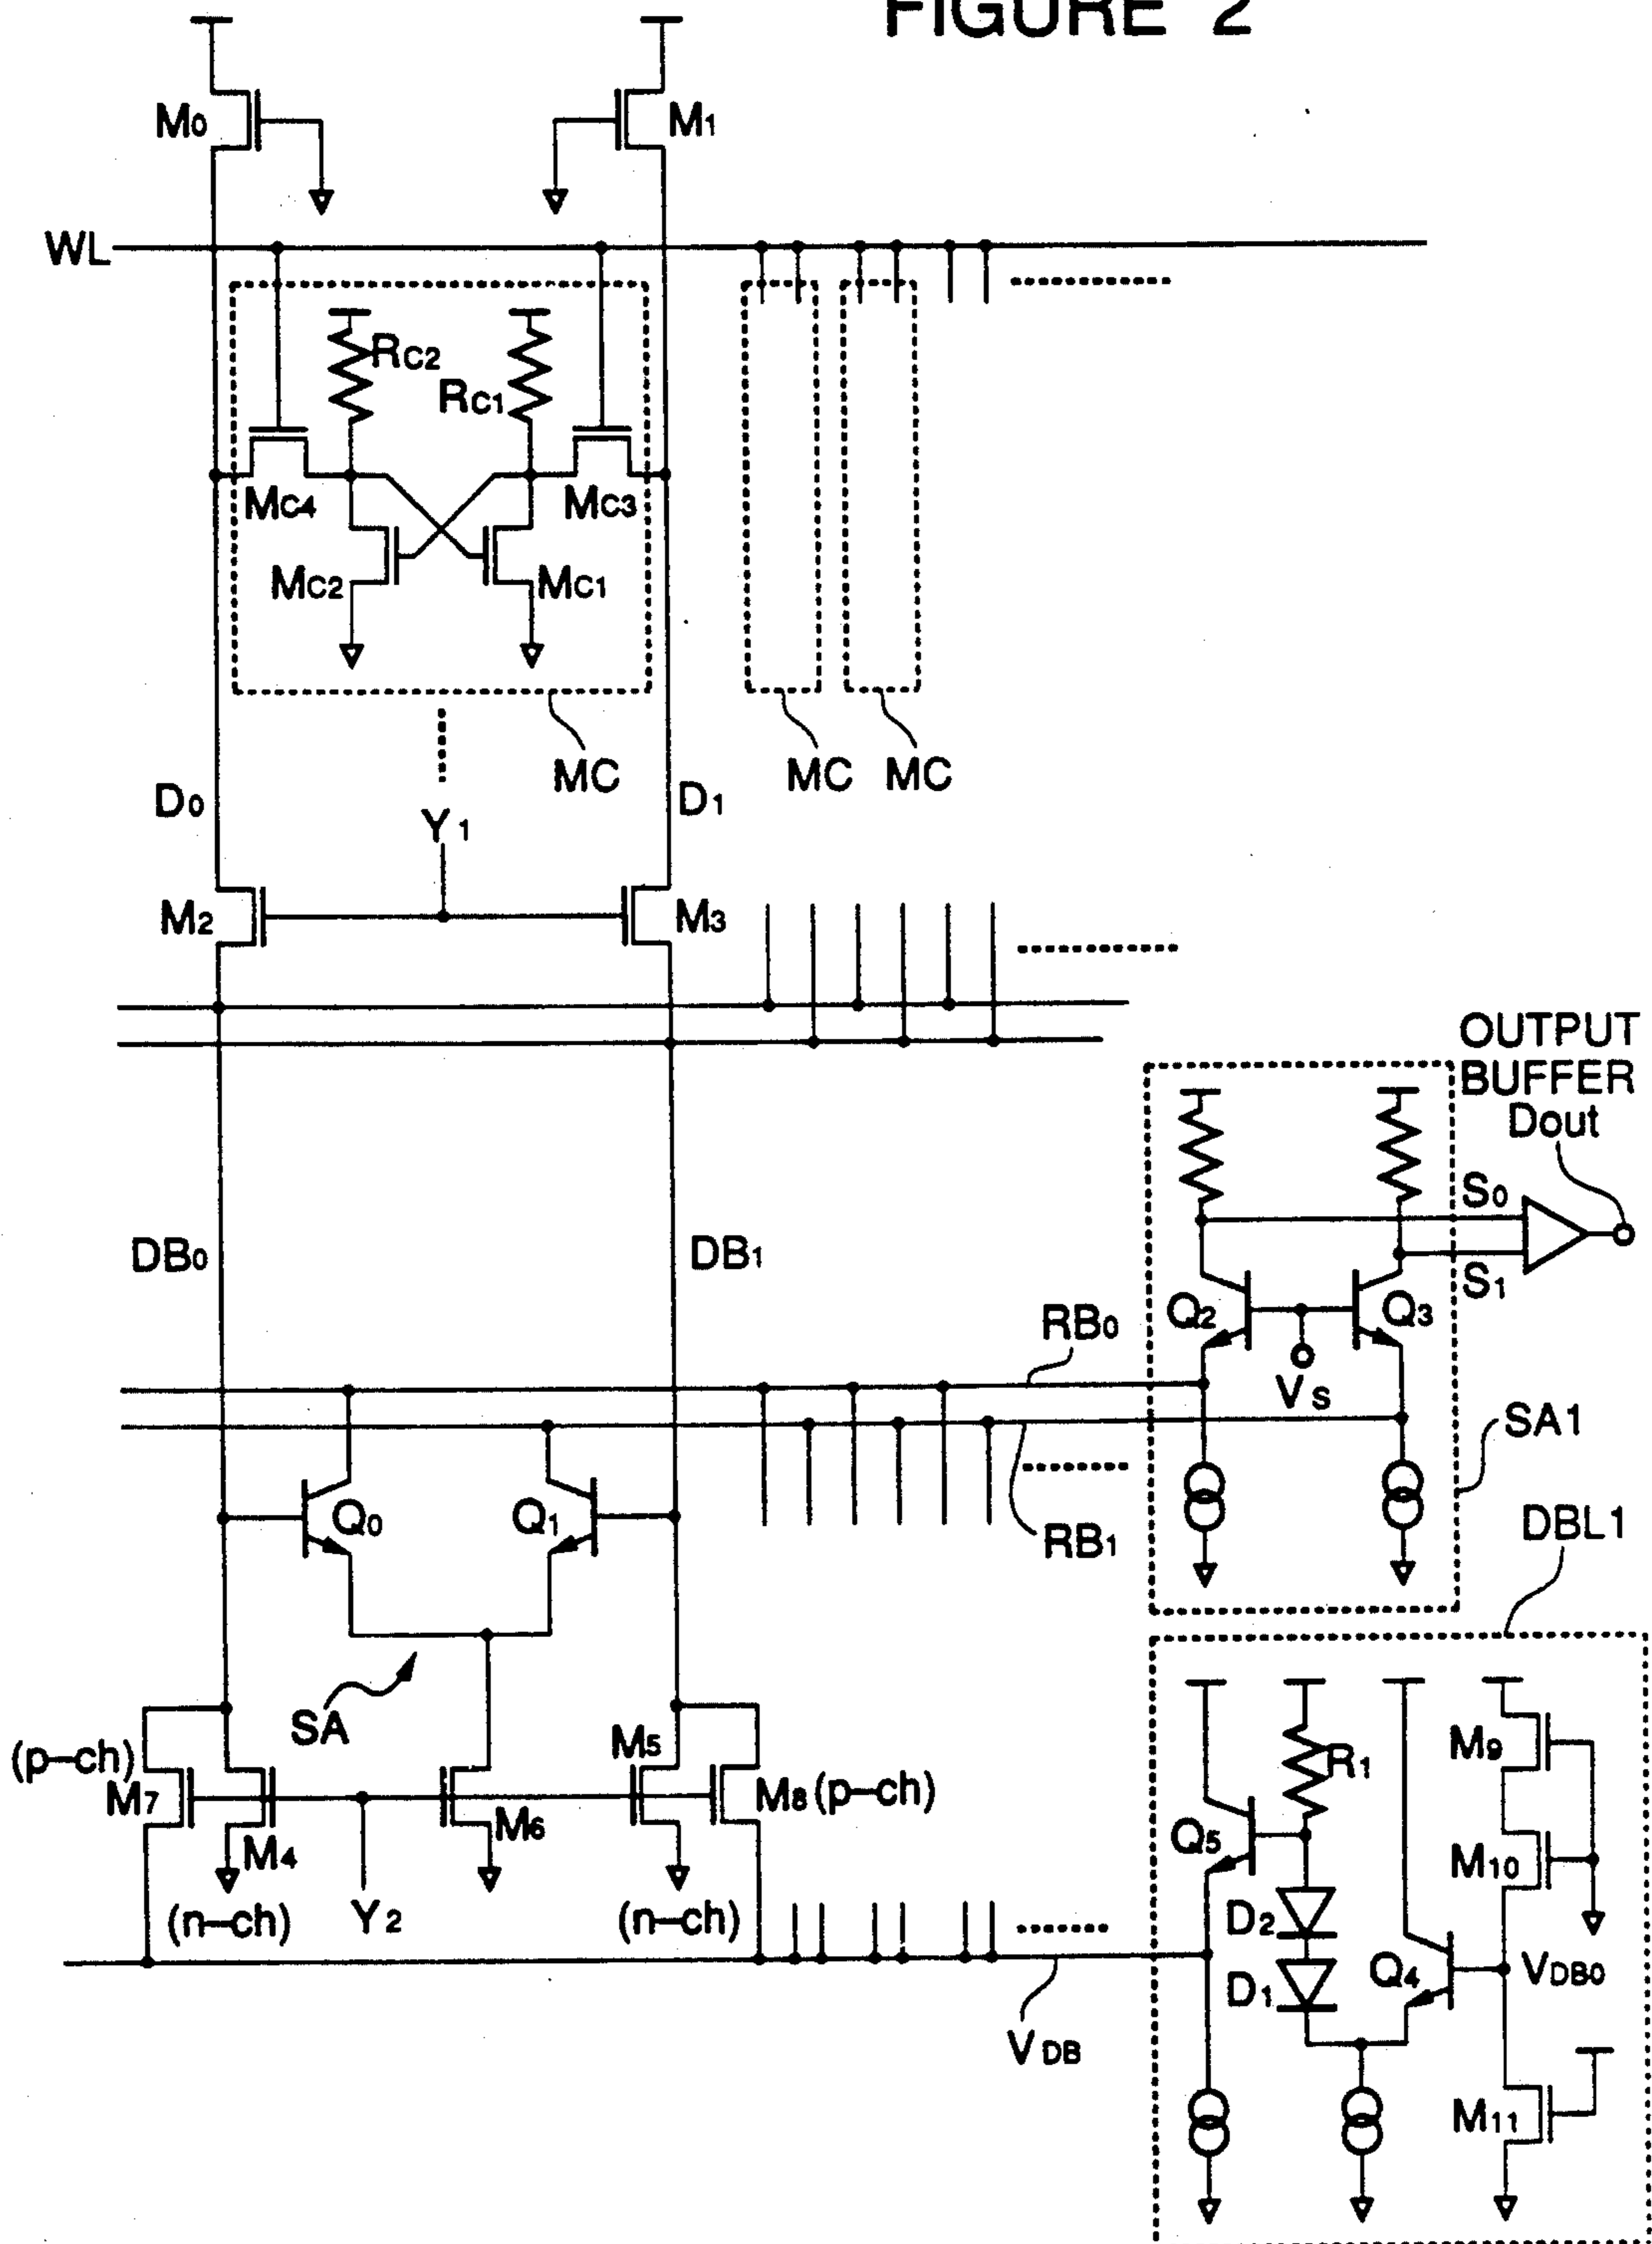 FIGURE 2
M0
M1
WL
RC2
RC1
MC4
MC3
MC2
MC1
MC
MC
MC
D0
D1
Y1
M2
M3
OUTPUT
BUFFER
Dout
S0
S1
DB0
DB1
Q2
Q3
RB0
VS
SA1
Q0
Q1
RB1
DBL1
SA
(p-ch)
M7
M5
M8 (p-ch)
M6
M4
(n-ch)
Y2
(n-ch)
R1
M9
Q5
M10
D2
D1
Q4
VDB0
VDB
M11